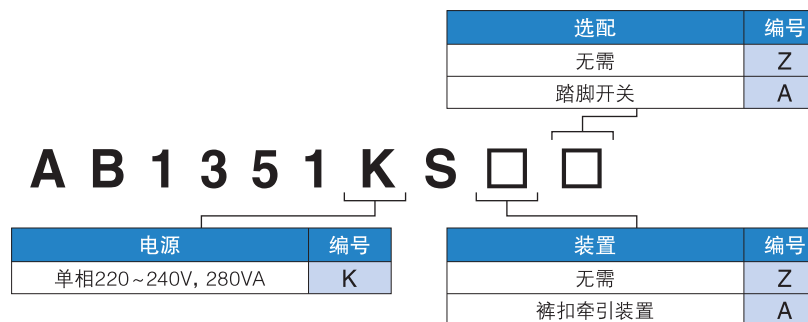 选配 编号
无需 Z
踏脚开关 A
AB1351KS□□
电源 编号
单相220~240V, 280VA K
装置 编号
无需 Z
裤扣牵引装置 A